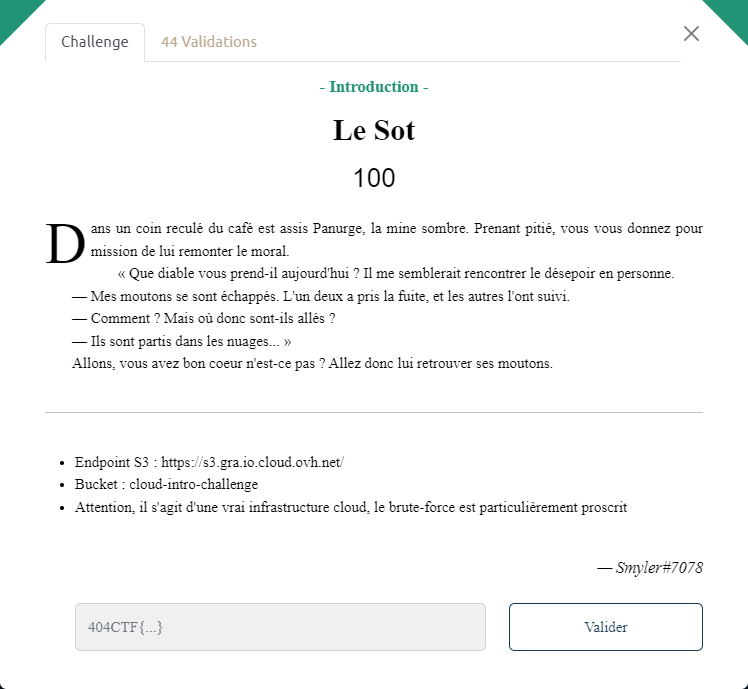 Challenge
44 Validations
- Introduction -
Le Sot
100
Dans un coin reculé du café est assis Panurge, la mine sombre. Prenant pitié, vous vous donnez pour
mission de lui remonter le moral.
« Que diable vous prend-il aujourd'hui ? Il me semblerait rencontrer le désepoir en personne.
— Mes moutons se sont échappés. L'un deux a pris la fuite, et les autres l'ont suivi.
— Comment ? Mais où donc sont-ils allés ?
— Ils sont partis dans les nuages... »
Allons, vous avez bon coeur n'est-ce pas ? Allez donc lui retrouver ses moutons.
• Endpoint S3 : https://s3.gra.io.cloud.ovh.net/
• Bucket : cloud-intro-challenge
• Attention, il s'agit d'une vrai infrastructure cloud, le brute-force est particulièrement proscrit
— Smyler#7078
404CTF{...}
Valider